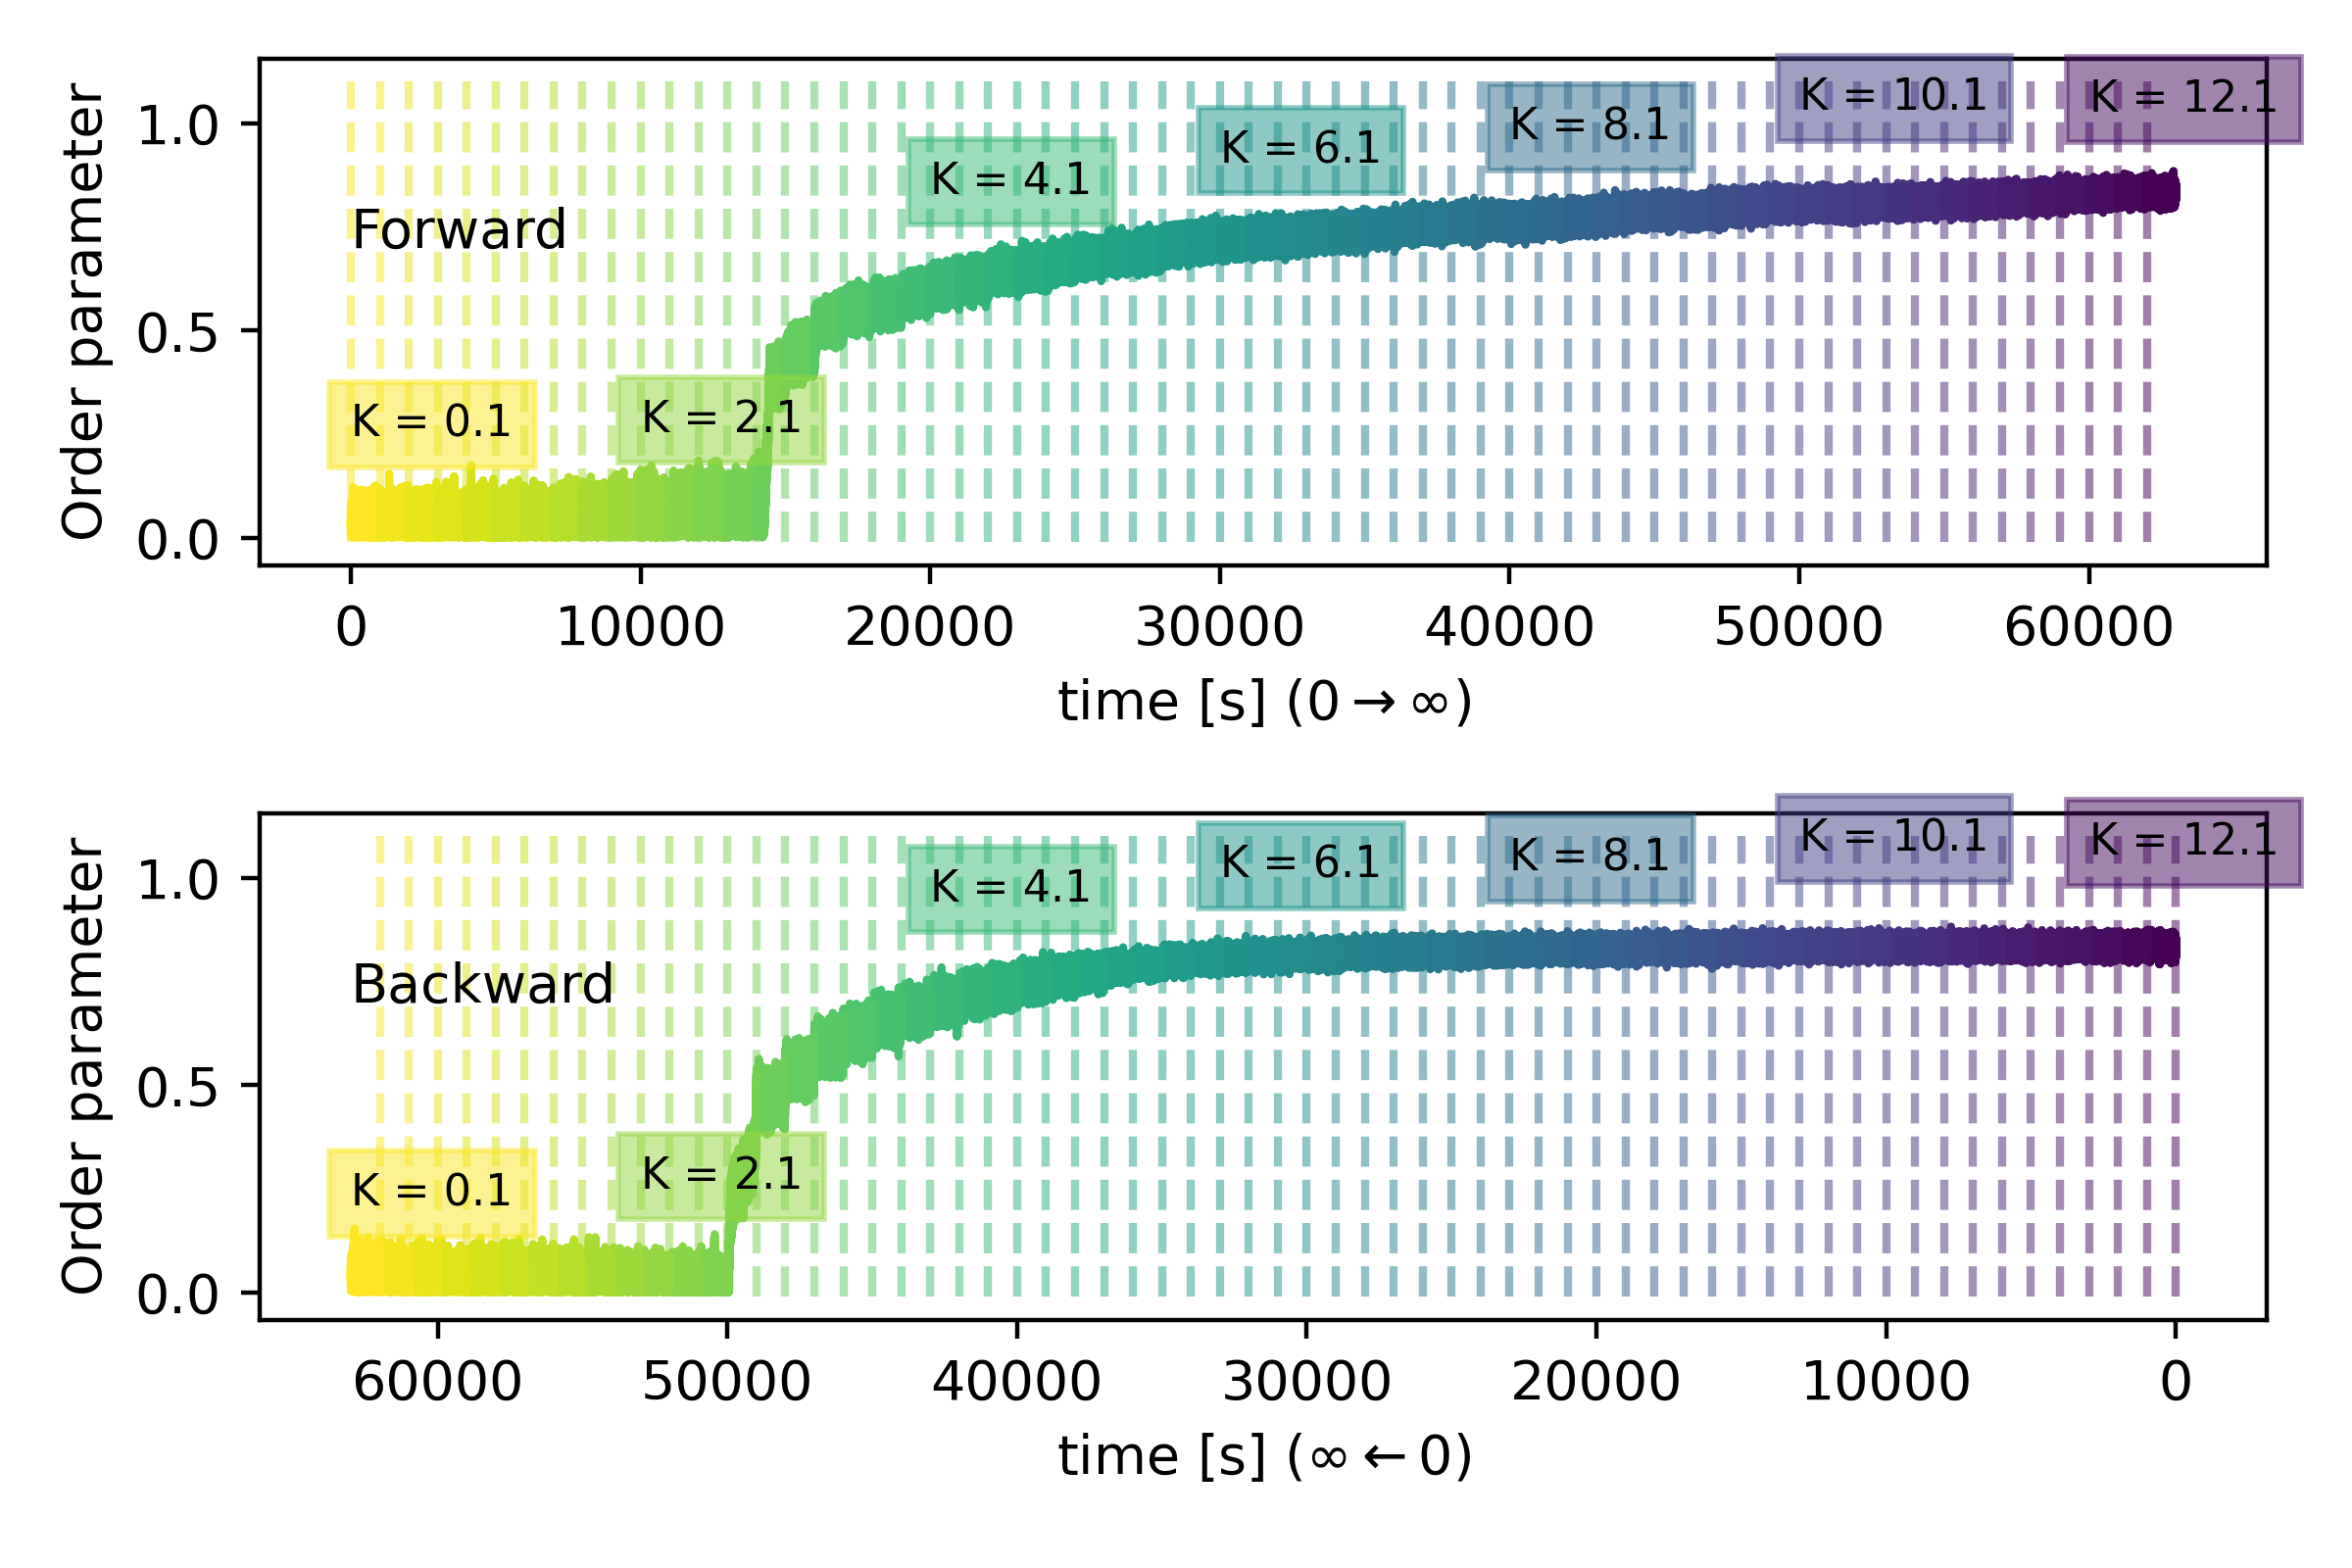 K = 10.1
K = 12.1
K = 8.1
K = 6.1
K = 4.1
Forward
K = 2.1
K = 0.1
Order parameter
1.0
0.5
0.0
0 10000 20000 30000 40000 50000 60000
time [s] (0 → ∞)
K = 10.1
K = 12.1
K = 8.1
K = 6.1
K = 4.1
Backward
K = 2.1
K = 0.1
Order parameter
1.0
0.5
0.0
60000 50000 40000 30000 20000 10000 0
time [s] (∞ ← 0)